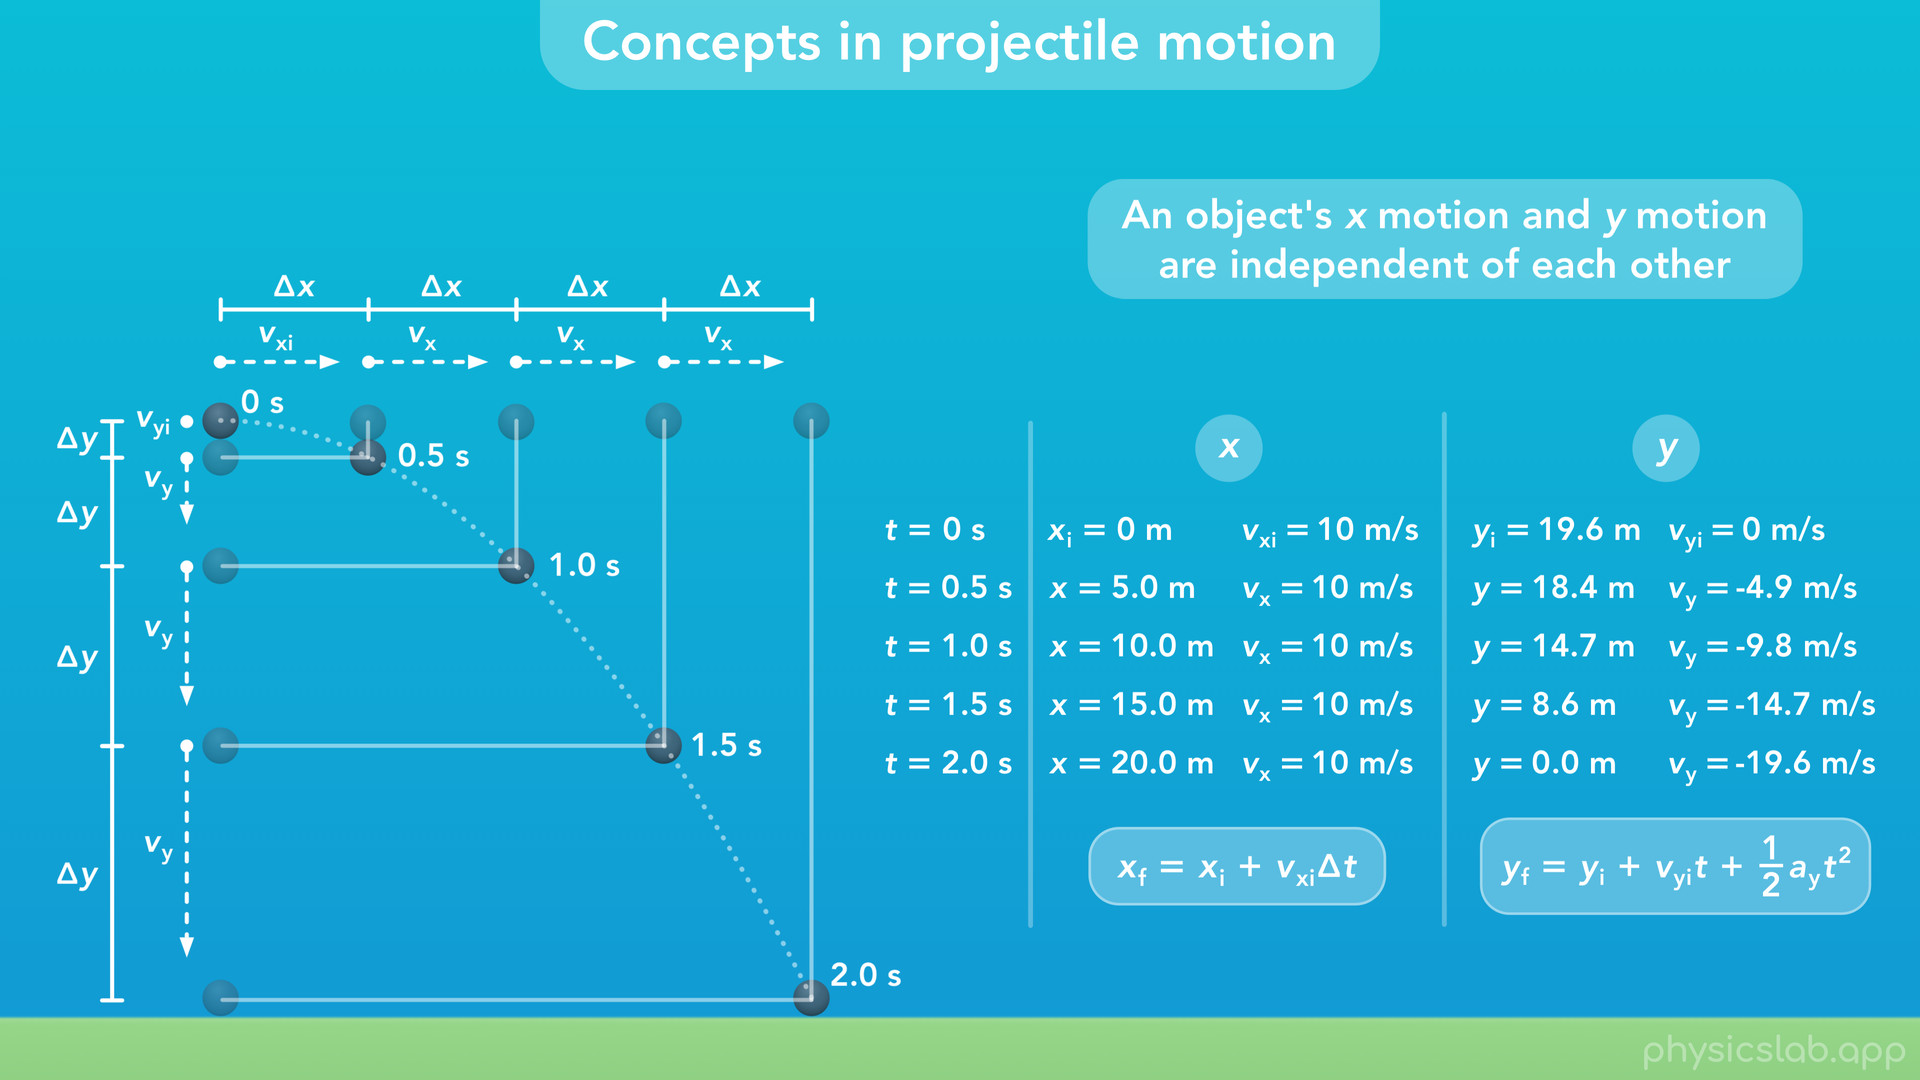 Concepts in projectile motion
An object's x motion and y motion
are independent of each other
Δx Δx Δx Δx
vxi vx vx vx
0 s
0.5 s
1.0 s
1.5 s
2.0 s
vyi
Δy
vy
Δy
vy
Δy
vy
Δy
x y
t = 0 s xi = 0 m vxi = 10 m/s yi = 19.6 m vyi = 0 m/s
t = 0.5 s x = 5.0 m vx = 10 m/s y = 18.4 m vy = -4.9 m/s
t = 1.0 s x = 10.0 m vx = 10 m/s y = 14.7 m vy = -9.8 m/s
t = 1.5 s x = 15.0 m vx = 10 m/s y = 8.6 m vy = -14.7 m/s
t = 2.0 s x = 20.0 m vx = 10 m/s y = 0.0 m vy = -19.6 m/s
xf = xi + vxiΔt
yf = yi + vyit + 1/2 ayt²
physicslab.app